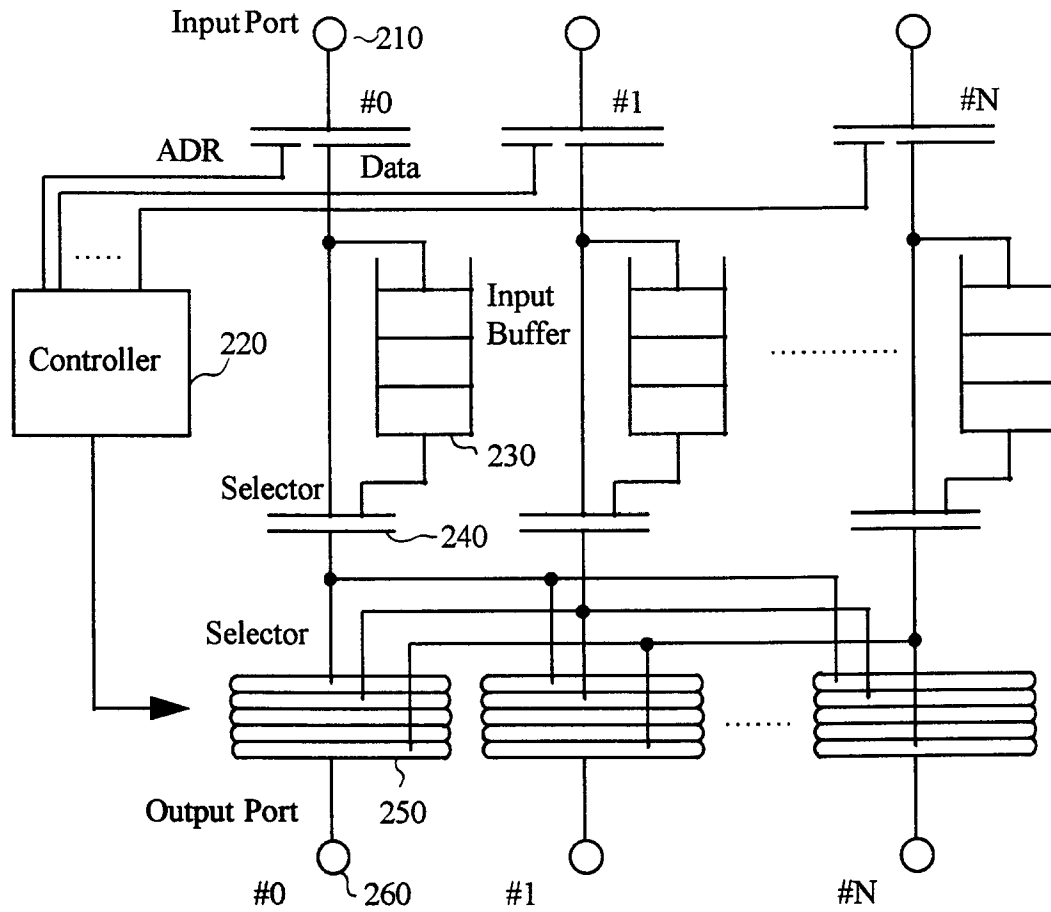 Input Port
210
#0
#1
#N
ADR
Data
.....
Controller
220
Input
Buffer
..............
230
Selector
240
Selector
.......
250
Output Port
#0
260
#1
#N